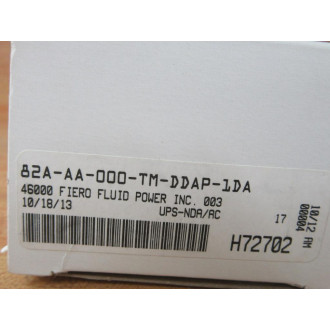 82A-AA-000-TM-DDAP-1DA
46000 FIERO FLUID POWER INC. 003
10/18/13
UPS-NDA/AC
17
H72702
10/12 AM
000004